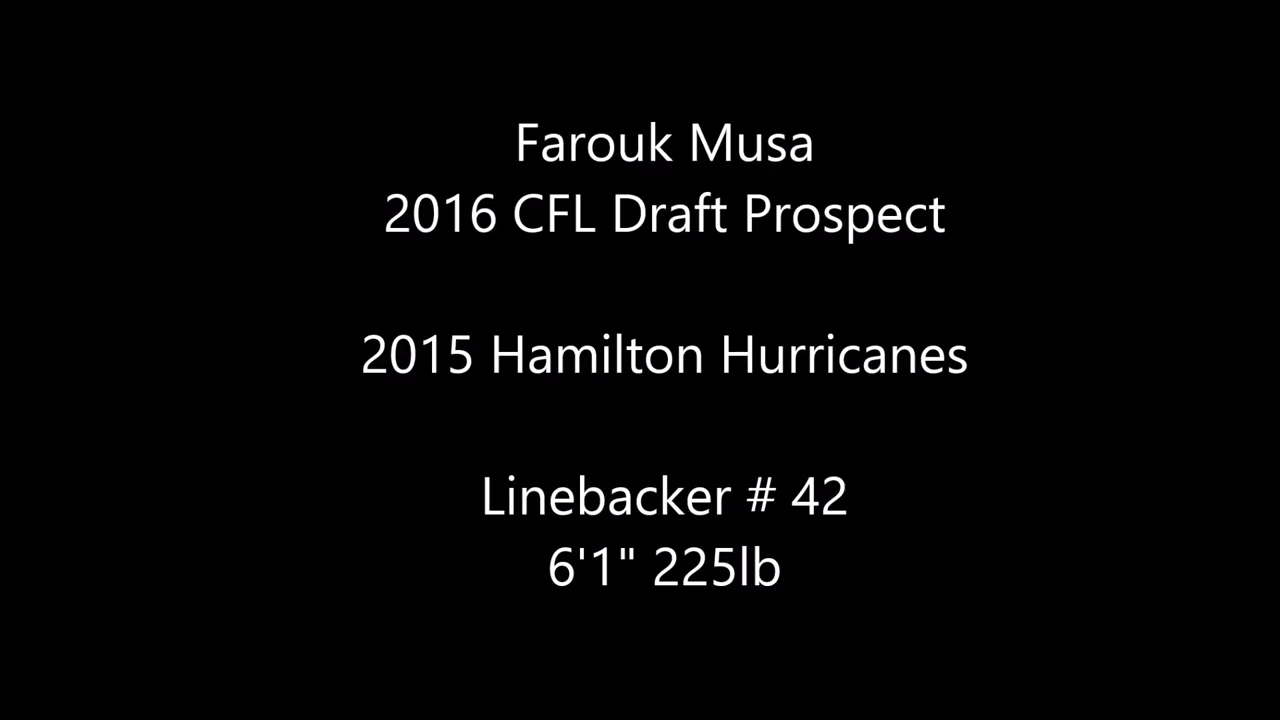 Farouk Musa
2016 CFL Draft Prospect
2015 Hamilton Hurricanes
Linebacker # 42
6'1" 225lb